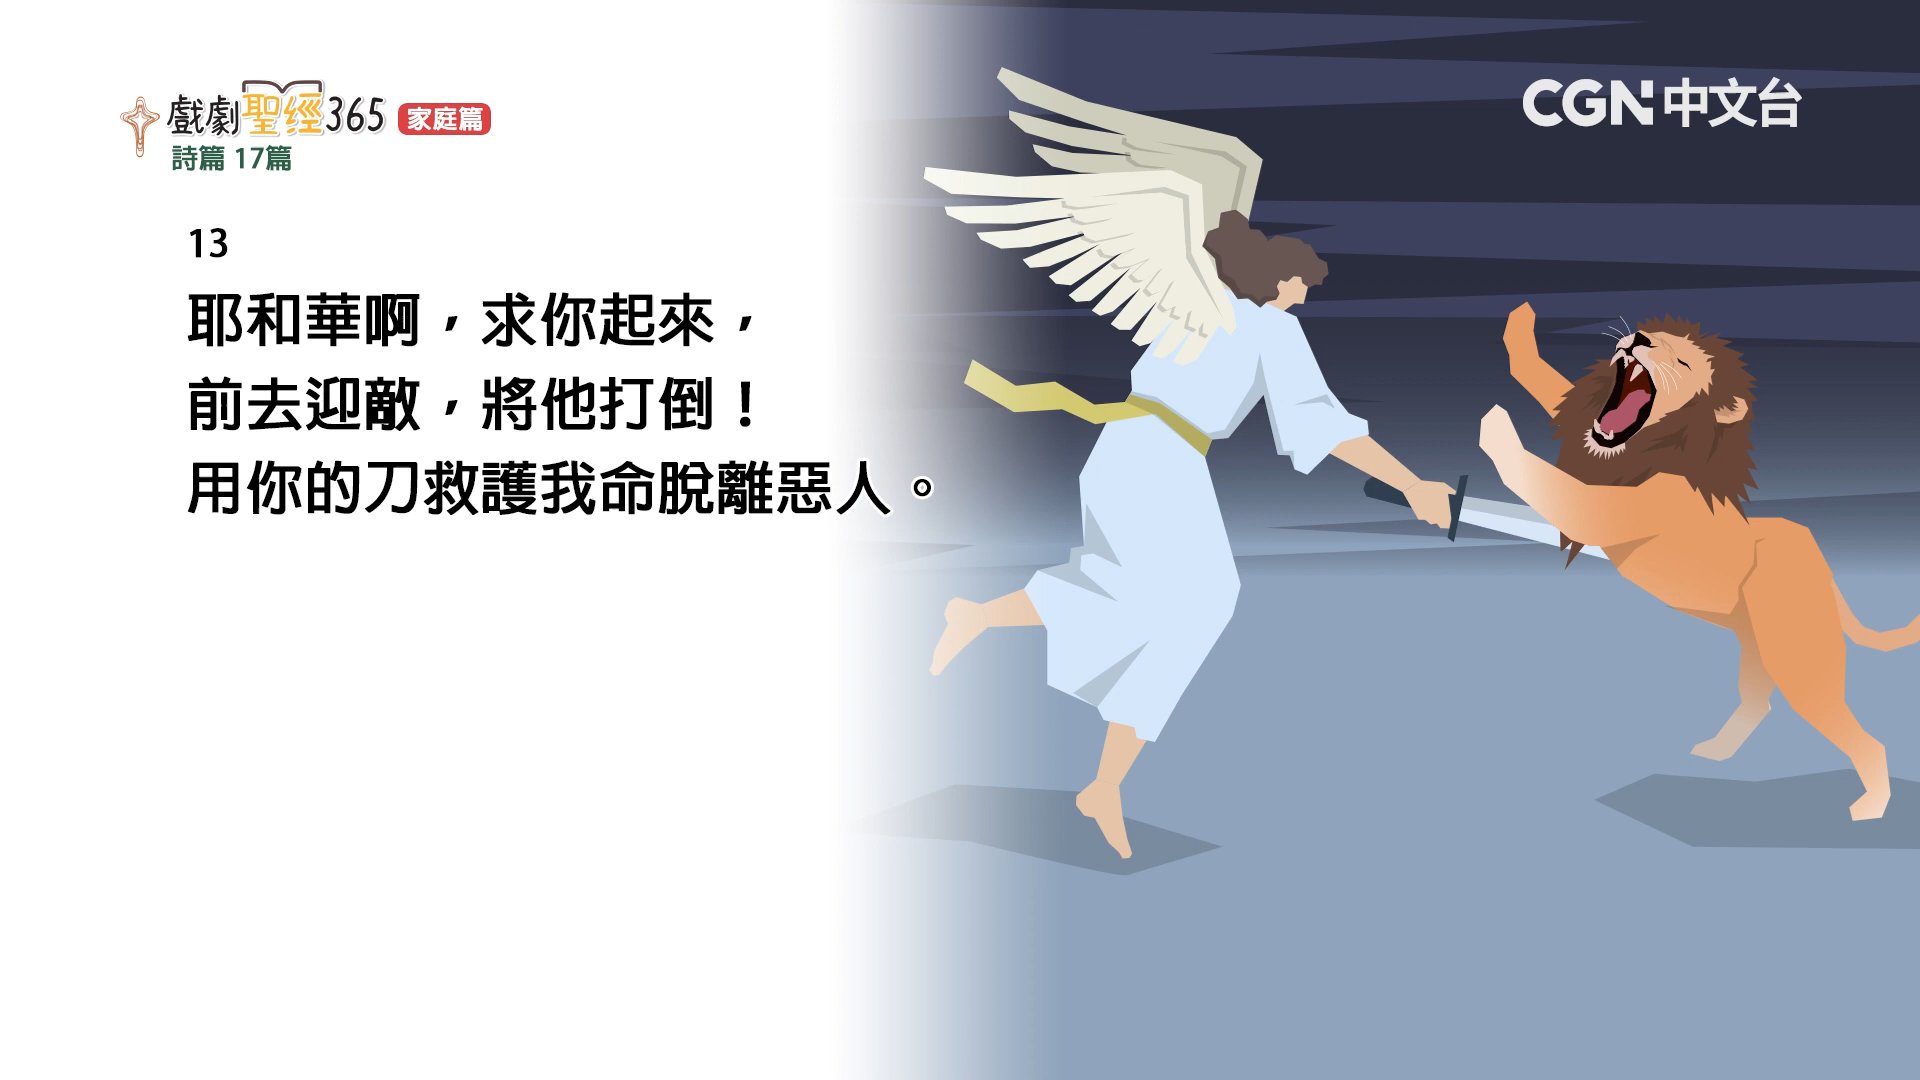 戲劇聖經365 家庭篇
詩篇 17篇
CGN中文台
13
耶和華啊，求你起來，
前去迎敵，將他打倒！
用你的刀救護我命脫離惡人。